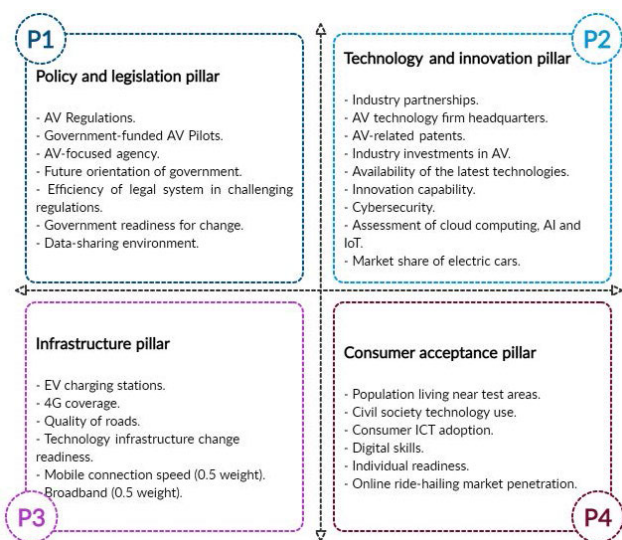 P1
Policy and legislation pillar
- AV Regulations.
- Government-funded AV Pilots.
- AV-focused agency.
- Future orientation of government.
- Efficiency of legal system in challenging
regulations.
- Government readiness for change.
- Data-sharing environment.
P2
Technology and innovation pillar
- Industry partnerships.
- AV technology firm headquarters.
- AV-related patents.
- Industry investments in AV.
- Availability of the latest technologies.
- Innovation capability.
- Cybersecurity.
- Assessment of cloud computing, AI and
IoT.
- Market share of electric cars.
Infrastructure pillar
- EV charging stations.
- 4G coverage.
- Quality of roads.
- Technology infrastructure change
readiness.
- Mobile connection speed (0.5 weight).
- Broadband (0.5 weight).
P3
Consumer acceptance pillar
- Population living near test areas.
- Civil society technology use.
- Consumer ICT adoption.
- Digital skills.
- Individual readiness.
- Online ride-hailing market penetration.
P4